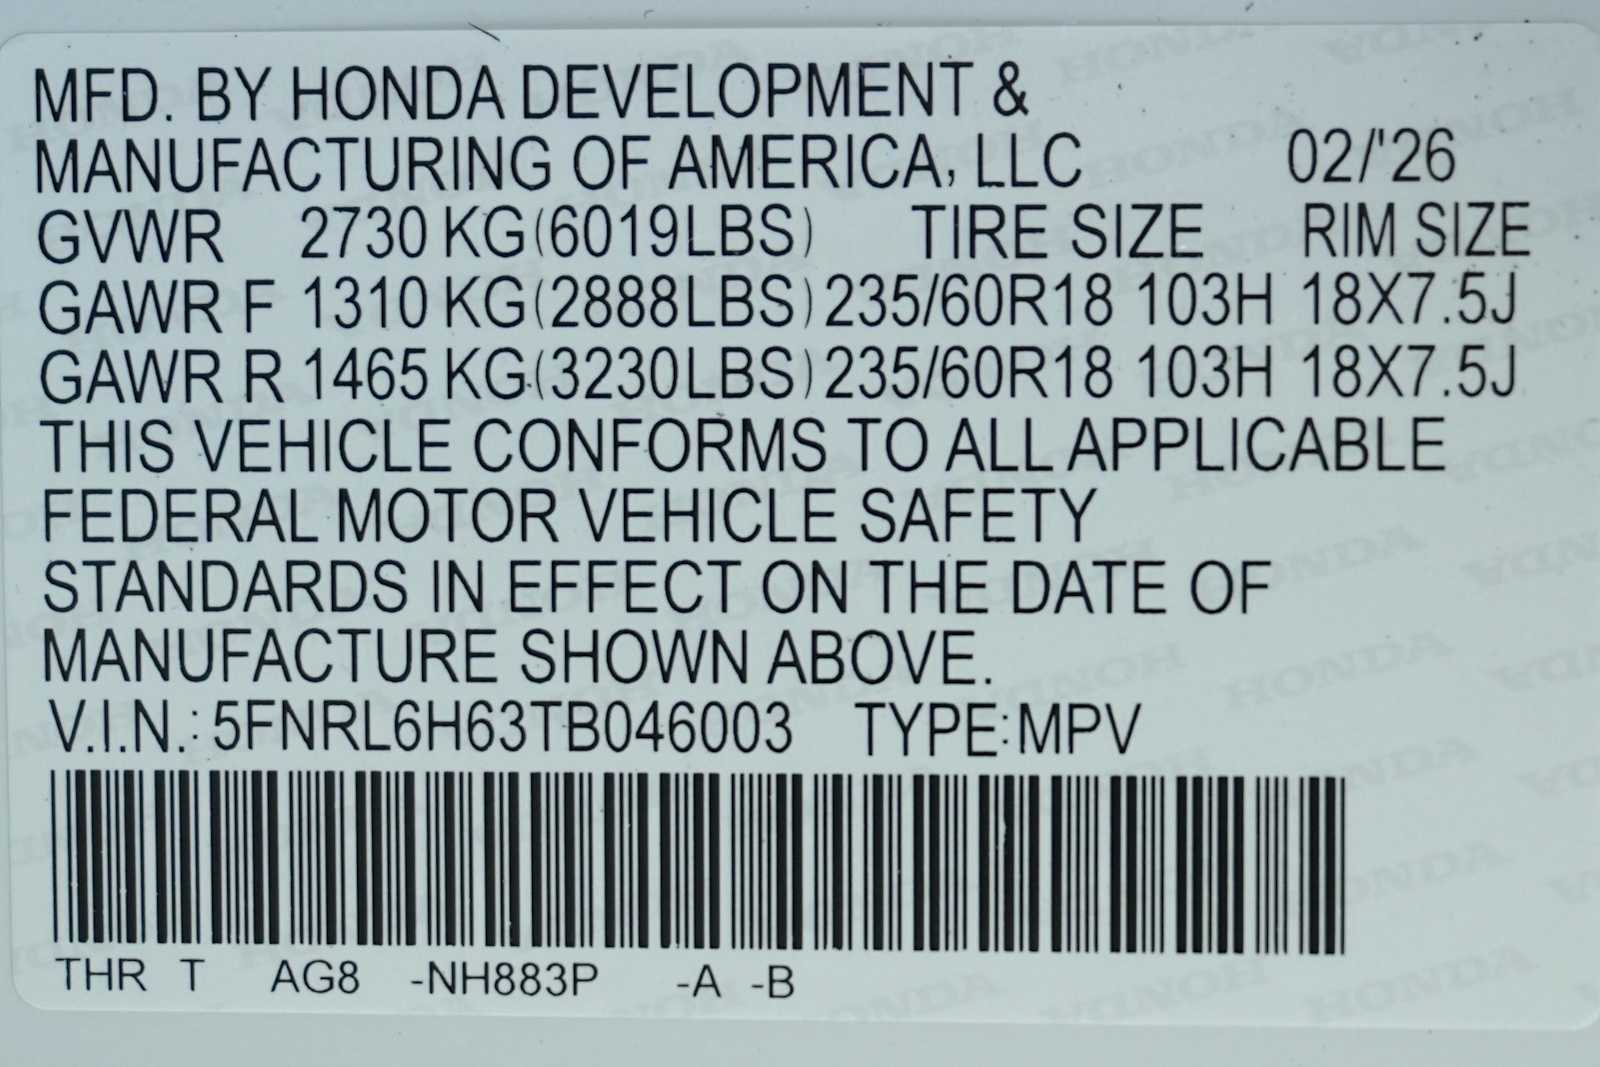 MFD. BY HONDA DEVELOPMENT &
MANUFACTURING OF AMERICA, LLC 02/'26
GVWR 2730 KG(6019LBS) TIRE SIZE RIM SIZE
GAWR F 1310 KG(2888LBS) 235/60R18 103H 18X7.5J
GAWR R 1465 KG(3230LBS) 235/60R18 103H 18X7.5J
THIS VEHICLE CONFORMS TO ALL APPLICABLE
FEDERAL MOTOR VEHICLE SAFETY
STANDARDS IN EFFECT ON THE DATE OF
MANUFACTURE SHOWN ABOVE.
V.I.N.: 5FNRL6H63TB046003 TYPE:MPV
THR T AG8 -NH883P -A -B